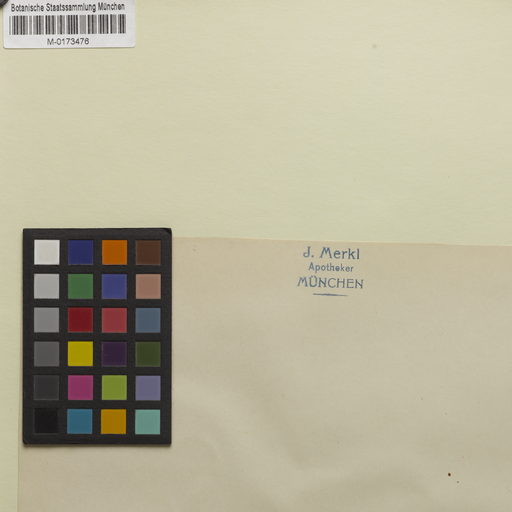 Botanische Staatssammlung München
M-0173476
J. Merkl
Apotheker
MÜNCHEN